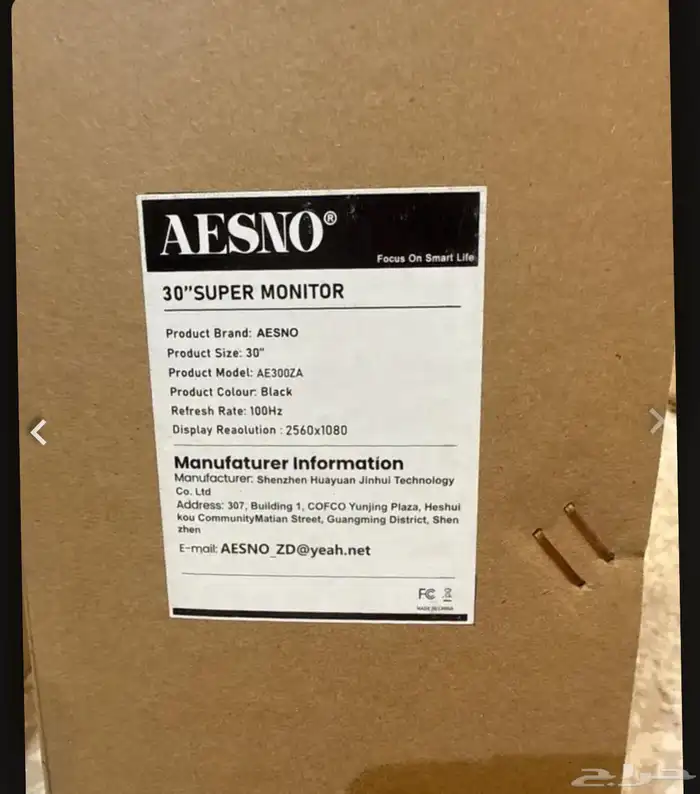 AESNO®
Focus On Smart Life
30"SUPER MONITOR
Product Brand: AESNO
Product Size: 30"
Product Model: AE300ZA
Product Colour: Black
Refresh Rate: 100Hz
Display Reaolution : 2560x1080
Manufaturer Information
Manufacturer: Shenzhen Huayuan Jinhui Technology
Co. Ltd
Address: 307, Building 1, COFCO Yunjing Plaza, Heshui
kou CommunityMatian Street, Guangming District, Shen
zhen
E-mail: AESNO_ZD@yeah.net
FC
MADE IN CHINA
حراج